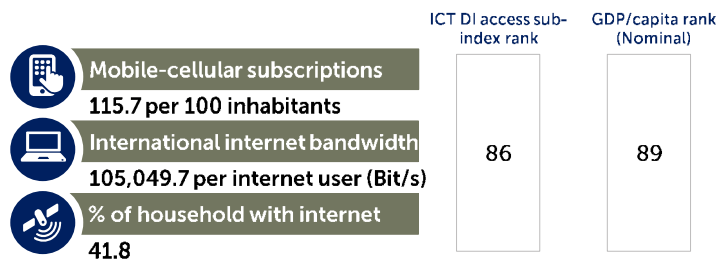 ICT DI access sub-
index rank
GDP/capita rank
(Nominal)
Mobile-cellular subscriptions
115.7 per 100 inhabitants
International internet bandwidth
105,049.7 per internet user (Bit/s)
% of household with internet
41.8
86
89